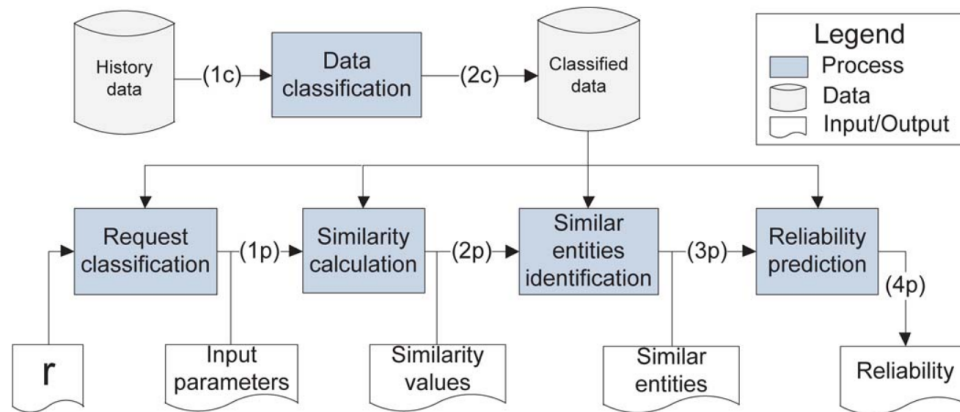 History
data
(1c)
Data
classification
(2c)
Classified
data
Legend
Process
Data
Input/Output
Request
classification
(1p)
Similarity
calculation
(2p)
Similar
entities
identification
(3p)
Reliability
prediction
(4p)
r
Input
parameters
Similarity
values
Similar
entities
Reliability